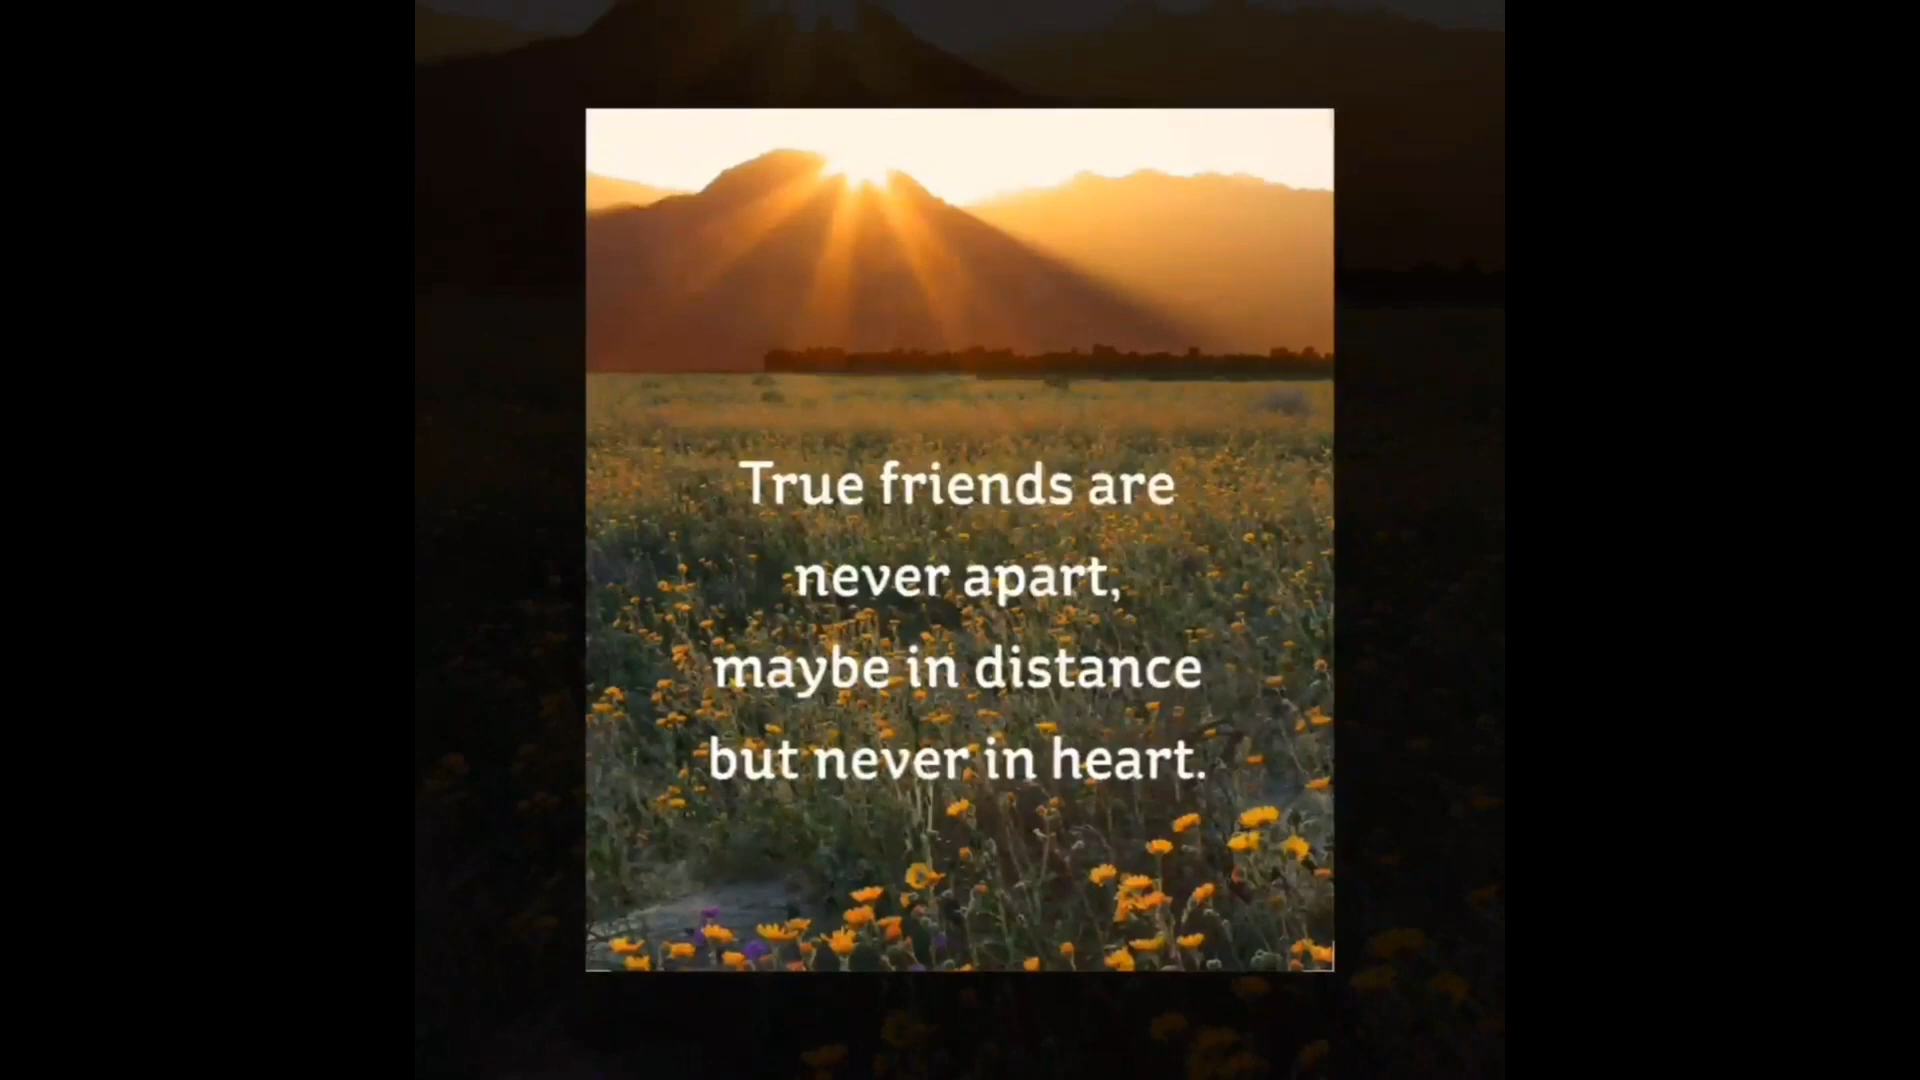 True friends are
never apart,
maybe in distance
but never in heart.